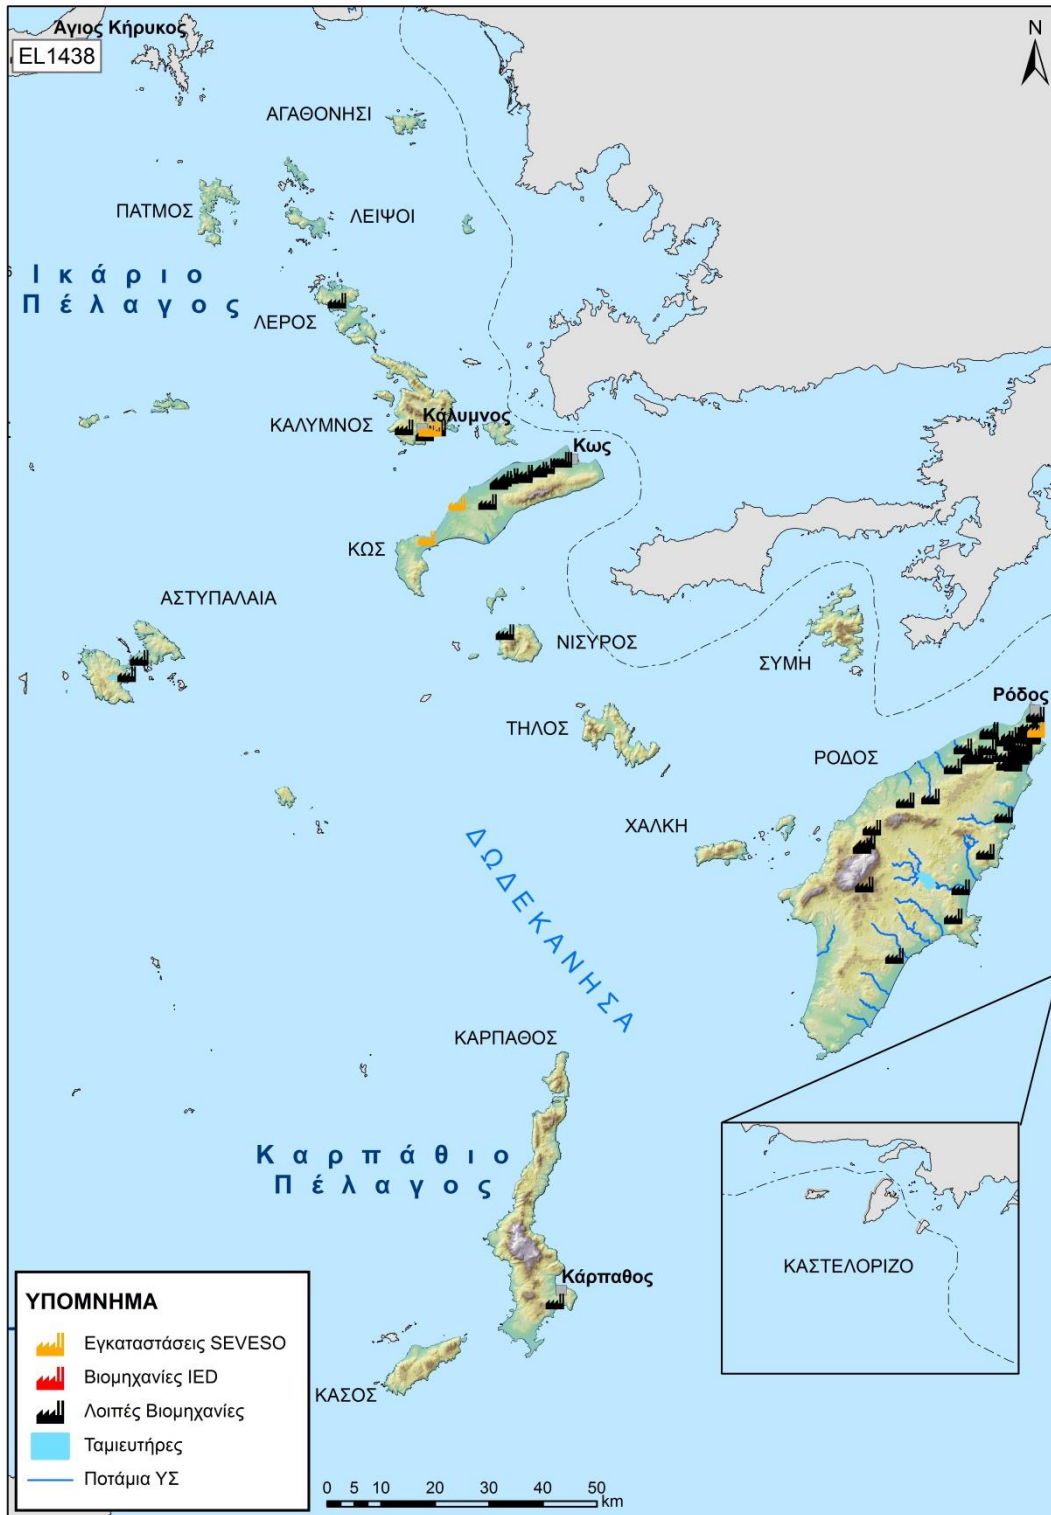 Άγιος Κήρυκος
EL1438
N
ΑΓΑΘΟΝΗΣΙ
ΠΑΤΜΟΣ
ΛΕΙΨΟΙ
Ικάριο
Πέλαγος
ΛΕΡΟΣ
ΚΑΛΥΜΝΟΣ
Κάλυμνος
Κως
ΚΩΣ
ΑΣΤΥΠΑΛΑΙΑ
ΝΙΣΥΡΟΣ
ΣΥΜΗ
Ρόδος
ΤΗΛΟΣ
ΡΟΔΟΣ
ΧΑΛΚΗ
ΔΩΔΕΚΑΝΗΣΑ
ΚΑΡΠΑΘΟΣ
Καρπάθιο
Πέλαγος
ΚΑΣΤΕΛΟΡΙΖΟ
Κάρπαθος
ΚΑΣΟΣ
ΥΠΟΜΝΗΜΑ
Εγκαταστάσεις SEVESO
Βιομηχανίες IED
Λοιπές Βιομηχανίες
Ταμιευτήρες
Ποτάμια ΥΣ
0 5 10 20 30 40 50
km